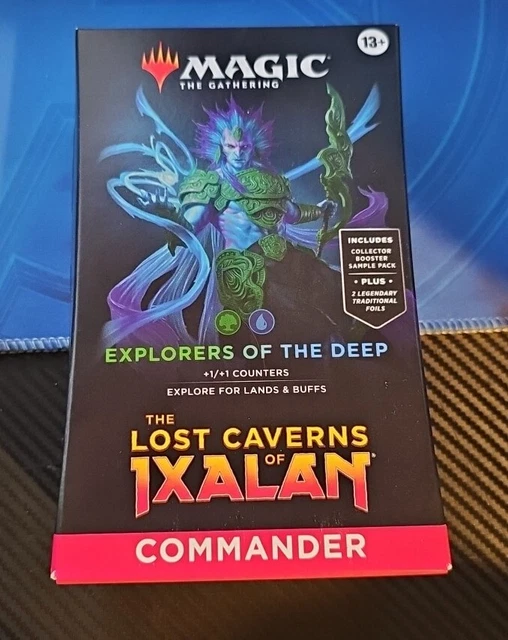 13+
MAGIC
THE GATHERING
INCLUDES
COLLECTOR
BOOSTER
SAMPLE PACK
• PLUS •
2 LEGENDARY
TRADITIONAL
FOILS
EXPLORERS OF THE DEEP
+1/+1 COUNTERS
EXPLORE FOR LANDS & BUFFS
THE
LOST CAVERNS
OF
IXALAN
COMMANDER